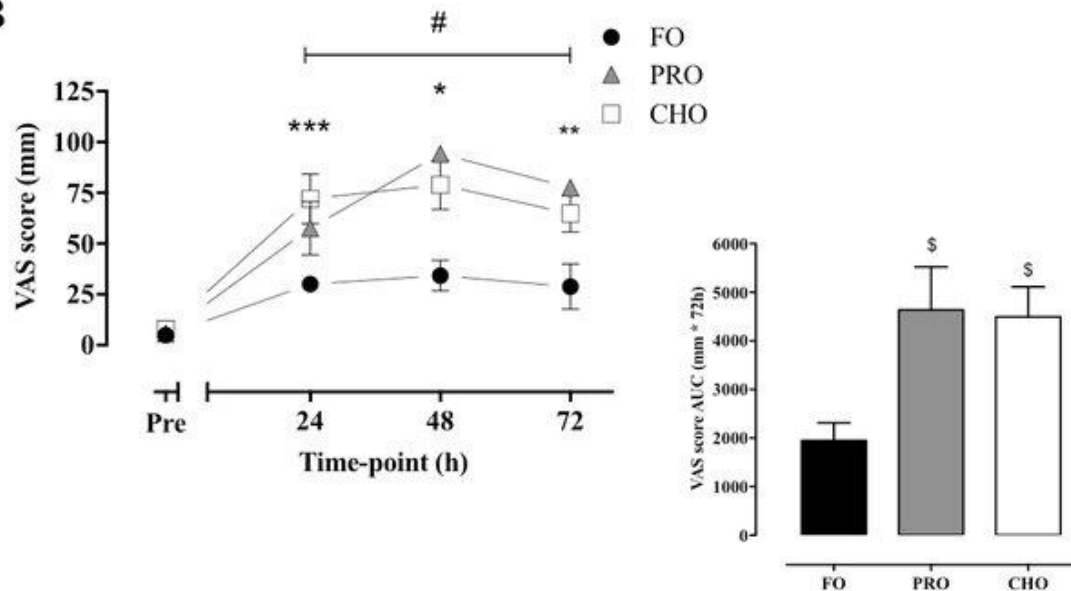 B
#
FO
PRO
CHO
***
*
**
VAS score (mm)
125
100
75
50
25
0
Pre
24
48
72
Time-point (h)
VAS score AUC (mm * 72h)
6000
5000
4000
3000
2000
1000
0
$
$
FO
PRO
CHO